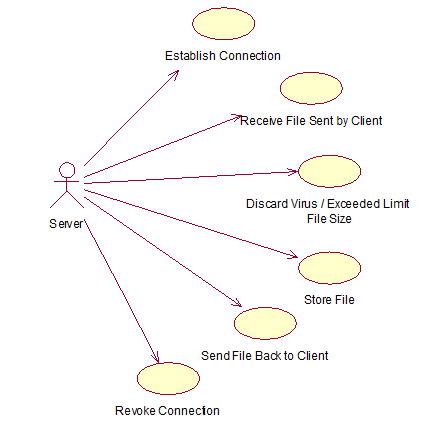 Establish Connection
Receive File Sent by Client
Discard Virus / Exceeded Limit
File Size
Server
Store File
Send File Back to Client
Revoke Connection